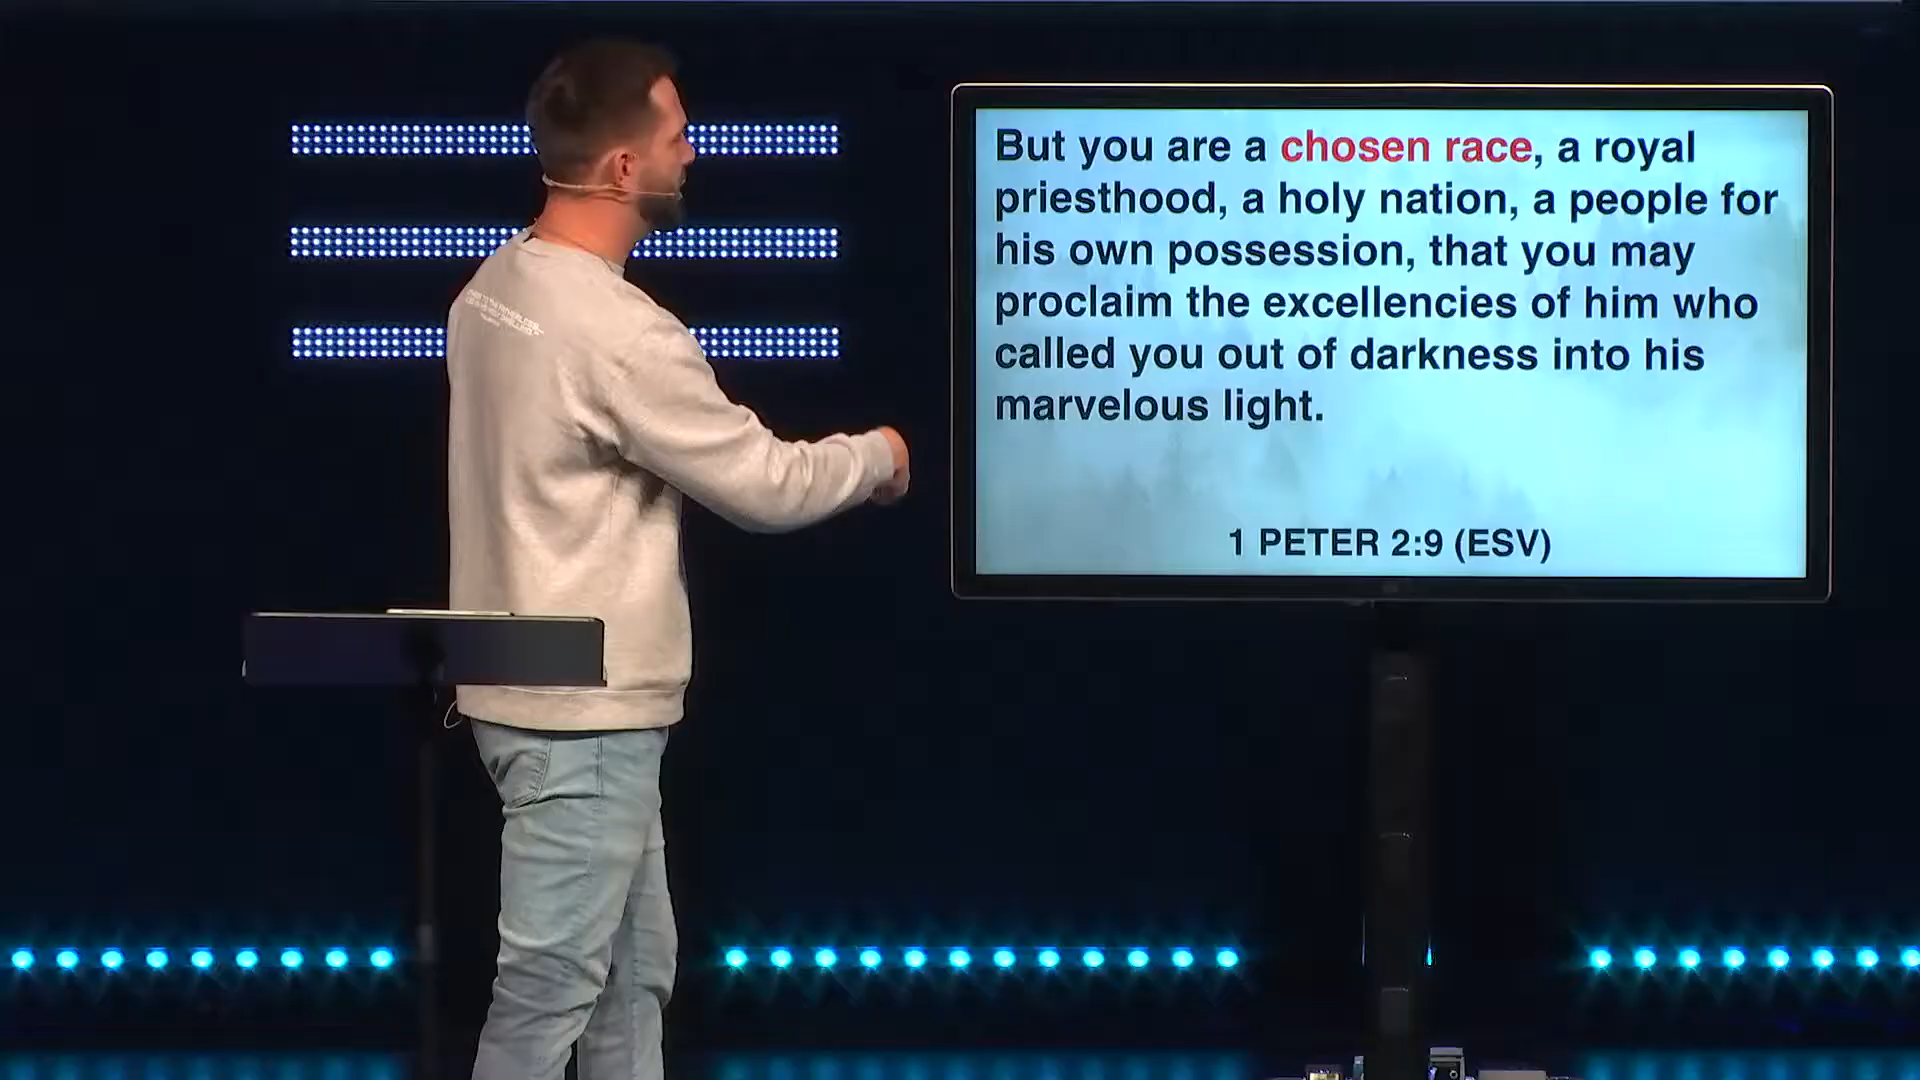 But you are a chosen race, a royal
priesthood, a holy nation, a people for
his own possession, that you may
proclaim the excellencies of him who
called you out of darkness into his
marvelous light.
1 PETER 2:9 (ESV)